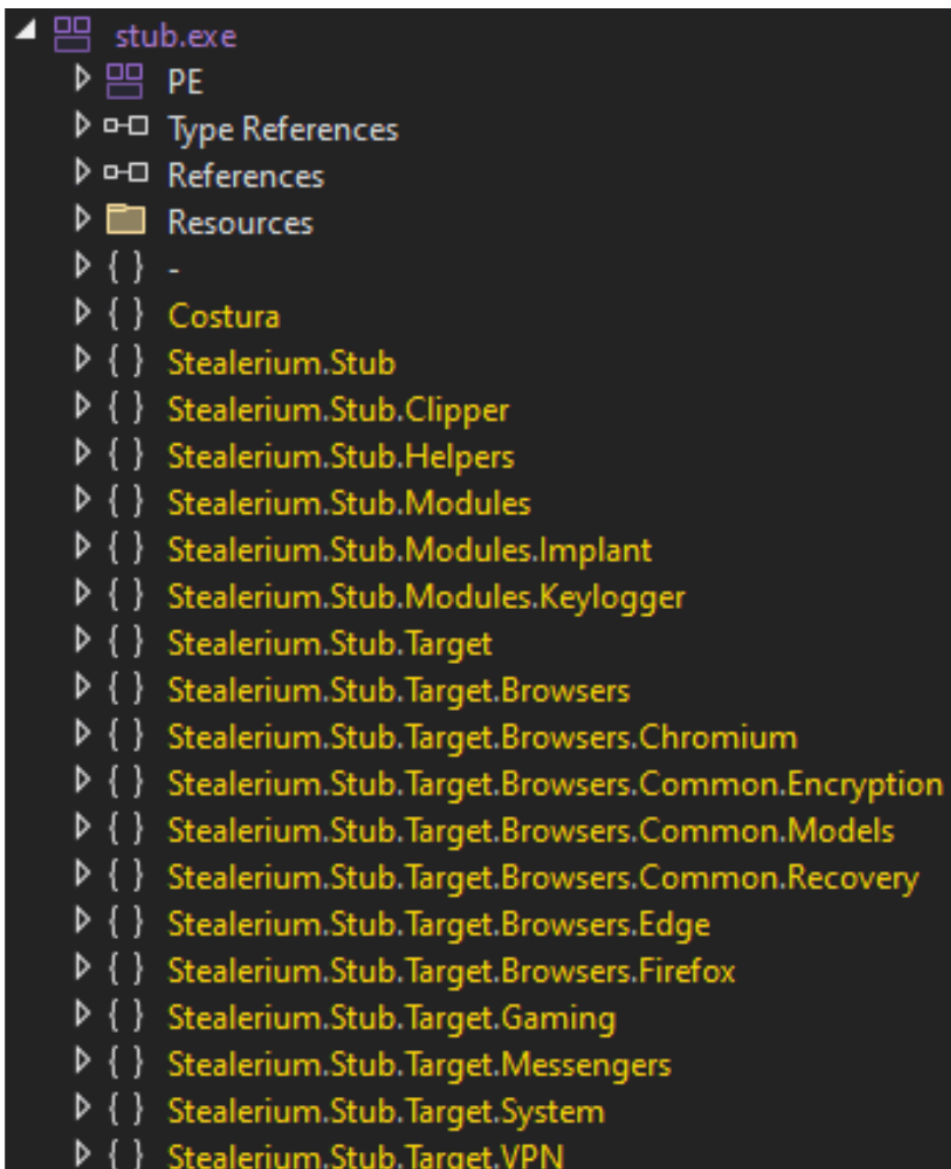 stub.exe
PE
Type References
References
Resources
{ } -
{ } Costura
{ } Stealerium.Stub
{ } Stealerium.Stub.Clipper
{ } Stealerium.Stub.Helpers
{ } Stealerium.Stub.Modules
{ } Stealerium.Stub.Modules.Implant
{ } Stealerium.Stub.Modules.Keylogger
{ } Stealerium.Stub.Target
{ } Stealerium.Stub.Target.Browsers
{ } Stealerium.Stub.Target.Browsers.Chromium
{ } Stealerium.Stub.Target.Browsers.Common.Encryption
{ } Stealerium.Stub.Target.Browsers.Common.Models
{ } Stealerium.Stub.Target.Browsers.Common.Recovery
{ } Stealerium.Stub.Target.Browsers.Edge
{ } Stealerium.Stub.Target.Browsers.Firefox
{ } Stealerium.Stub.Target.Gaming
{ } Stealerium.Stub.Target.Messengers
{ } Stealerium.Stub.Target.System
{ } Stealerium.Stub.Target.VPN